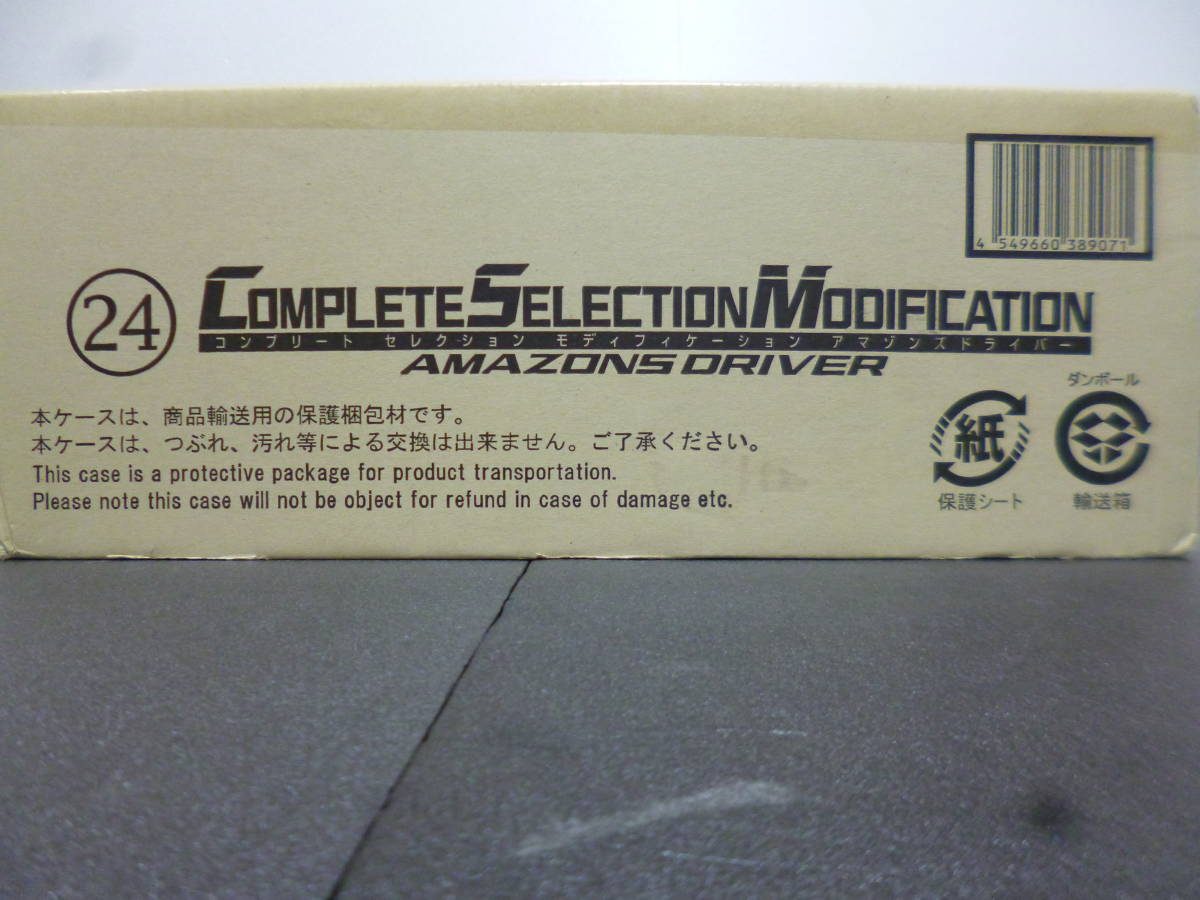 4 549660 389071
24
COMPLETE SELECTION MODIFICATION
コンプリート セレクション モディフィケーション アマゾンズドライバー
AMAZONS DRIVER
本ケースは、商品輸送用の保護梱包材です。
本ケースは、つぶれ、汚れ等による交換は出来ません。ご了承ください。
This case is a protective package for product transportation.
Please note this case will not be object for refund in case of damage etc.
紙
保護シート
ダンボール
輸送箱